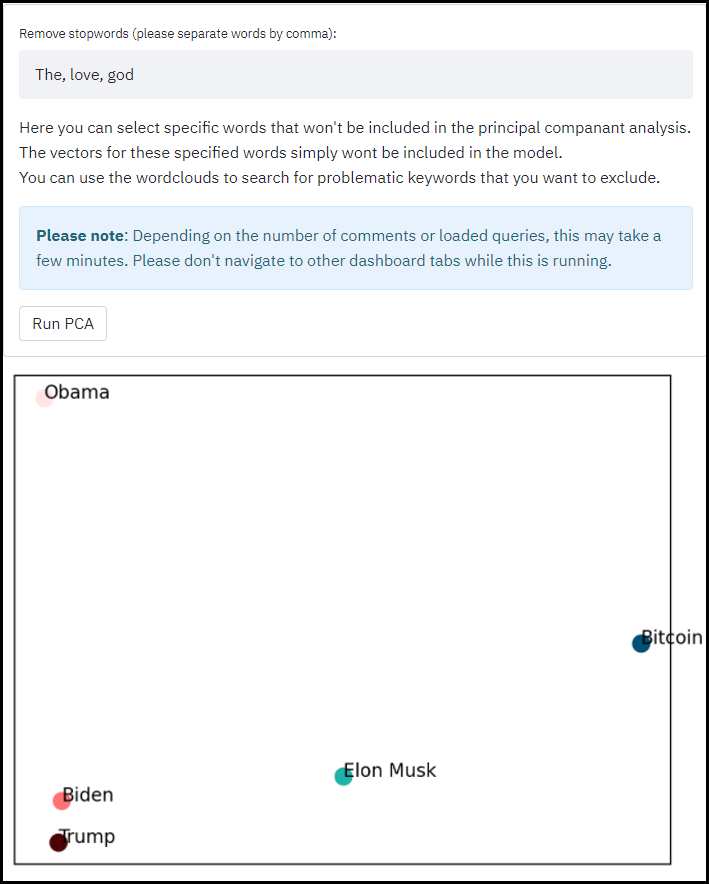 Remove stopwords (please separate words by comma):
The, love, god
Here you can select specific words that won't be included in the principal companant analysis.
The vectors for these specified words simply wont be included in the model.
You can use the wordclouds to search for problematic keywords that you want to exclude.
Please note: Depending on the number of comments or loaded queries, this may take a
few minutes. Please don't navigate to other dashboard tabs while this is running.
Run PCA
Obama
Bitcoin
Elon Musk
Biden
Trump